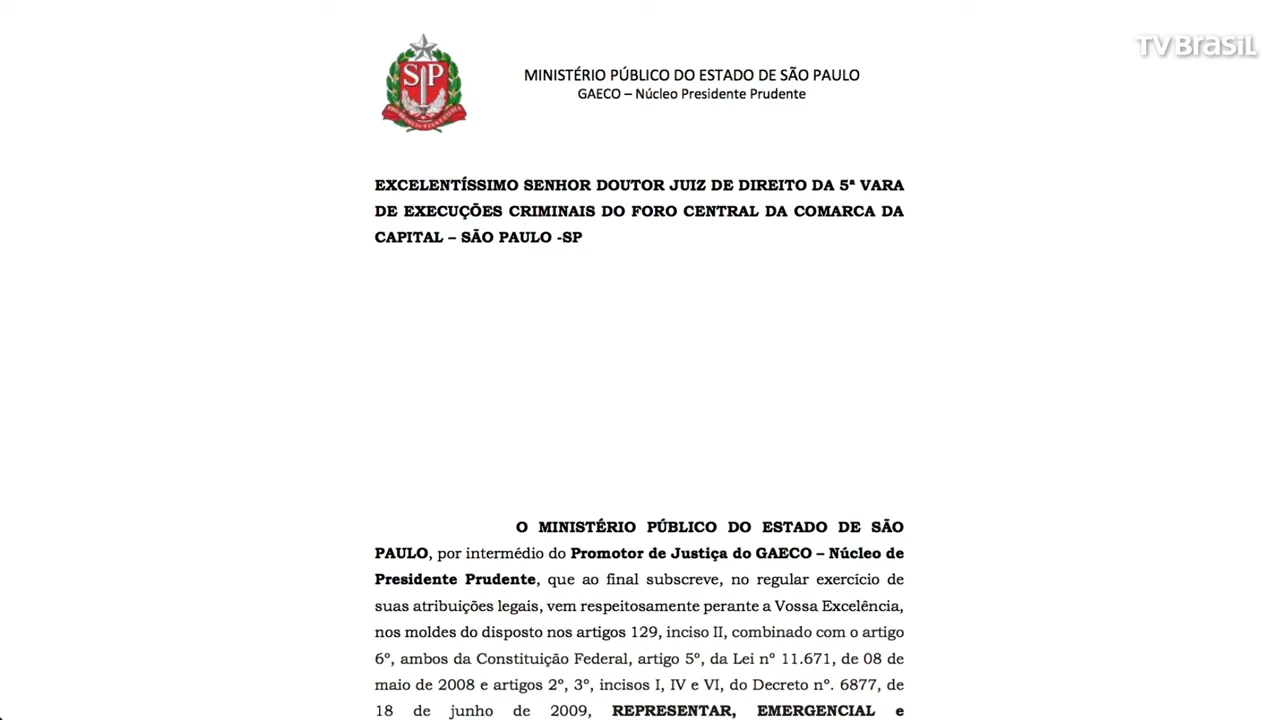 TV BRASIL
SP
MINISTÉRIO PÚBLICO DO ESTADO DE SÃO PAULO
GAECO – Núcleo Presidente Prudente
EXCELENTÍSSIMO SENHOR DOUTOR JUIZ DE DIREITO DA 5ª VARA
DE EXECUÇÕES CRIMINAIS DO FORO CENTRAL DA COMARCA DA
CAPITAL – SÃO PAULO -SP
O MINISTÉRIO PÚBLICO DO ESTADO DE SÃO
PAULO, por intermédio do Promotor de Justiça do GAECO – Núcleo de
Presidente Prudente, que ao final subscreve, no regular exercício de
suas atribuições legais, vem respeitosamente perante a Vossa Excelência,
nos moldes do disposto nos artigos 129, inciso II, combinado com o artigo
6º, ambos da Constituição Federal, artigo 5º, da Lei nº 11.671, de 08 de
maio de 2008 e artigos 2º, 3º, incisos I, IV e VI, do Decreto nº. 6877, de
18 de junho de 2009, REPRESENTAR, EMERGENCIAL e